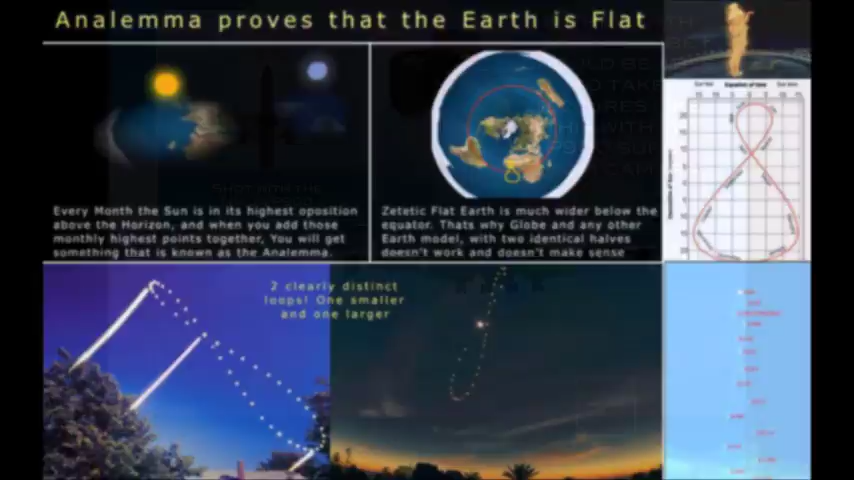 Analemma proves that the Earth is Flat
Every Month the Sun is in its highest oposition
above the Horizon, and when you add those
monthly highest points together, You will get
something that is known as the Analemma.
Zetetic Flat Earth is much wider below the
equator. Thats why Globe and any other
Earth model, with two identical halves
doesn't work and doesn't make sense
Equation of time
2 clearly distinct
loops! One smaller
and one larger